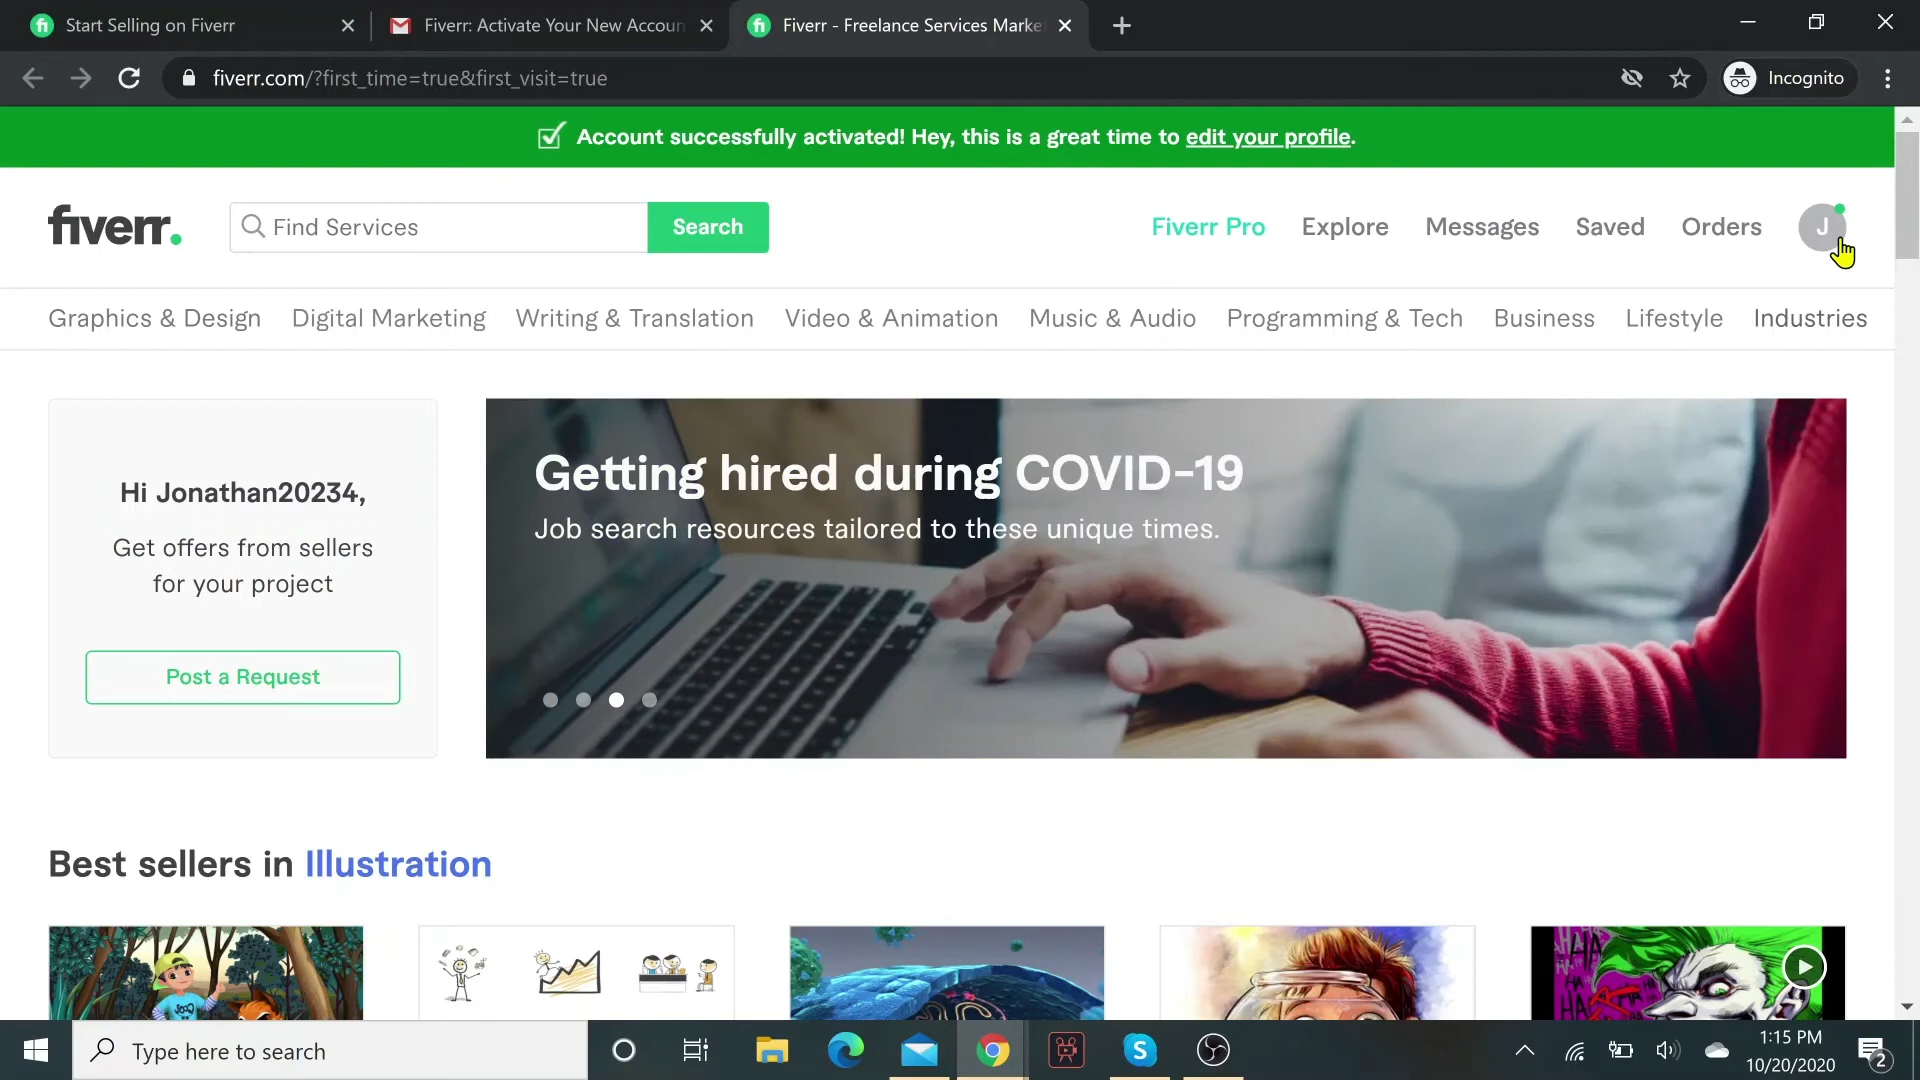 Start Selling on Fiverr
Fiverr: Activate Your New Accoun
Fiverr - Freelance Services Marke
fiverr.com/?first_time=true&first_visit=true
Incognito
Account successfully activated! Hey, this is a great time to edit your profile.
fiverr.
Find Services
Search
Fiverr Pro
Explore
Messages
Saved
Orders
J
Graphics & Design
Digital Marketing
Writing & Translation
Video & Animation
Music & Audio
Programming & Tech
Business
Lifestyle
Industries
Hi Jonathan20234,
Get offers from sellers
for your project
Post a Request
Getting hired during COVID-19
Job search resources tailored to these unique times.
Best sellers in Illustration
Type here to search
1:15 PM
10/20/2020
2